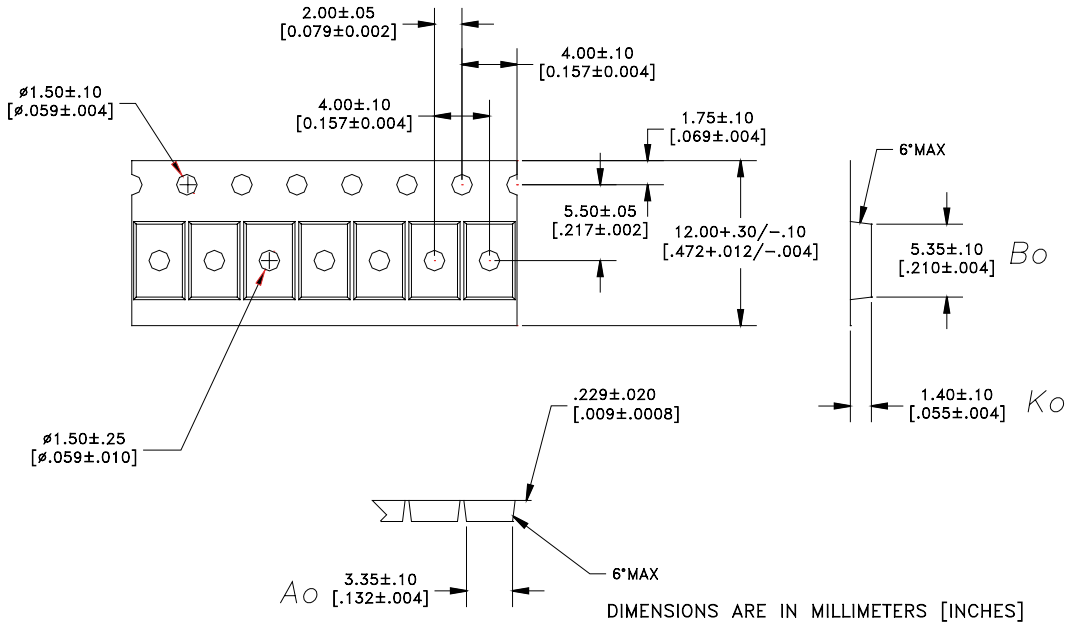 2.00±.05
[0.079±0.002]
4.00±.10
[0.157±0.004]
ø1.50±.10
[ø.059±.004]
4.00±.10
[0.157±0.004]
1.75±.10
[.069±.004]
6°MAX
5.50±.05
[.217±.002]
12.00+.30/-.10
[.472+.012/-.004]
5.35±.10
[.210±.004]
Bo
ø1.50±.25
[ø.059±.010]
.229±.020
[.009±.0008]
1.40±.10
[.055±.004]
Ko
6°MAX
Ao
3.35±.10
[.132±.004]
DIMENSIONS ARE IN MILLIMETERS [INCHES]